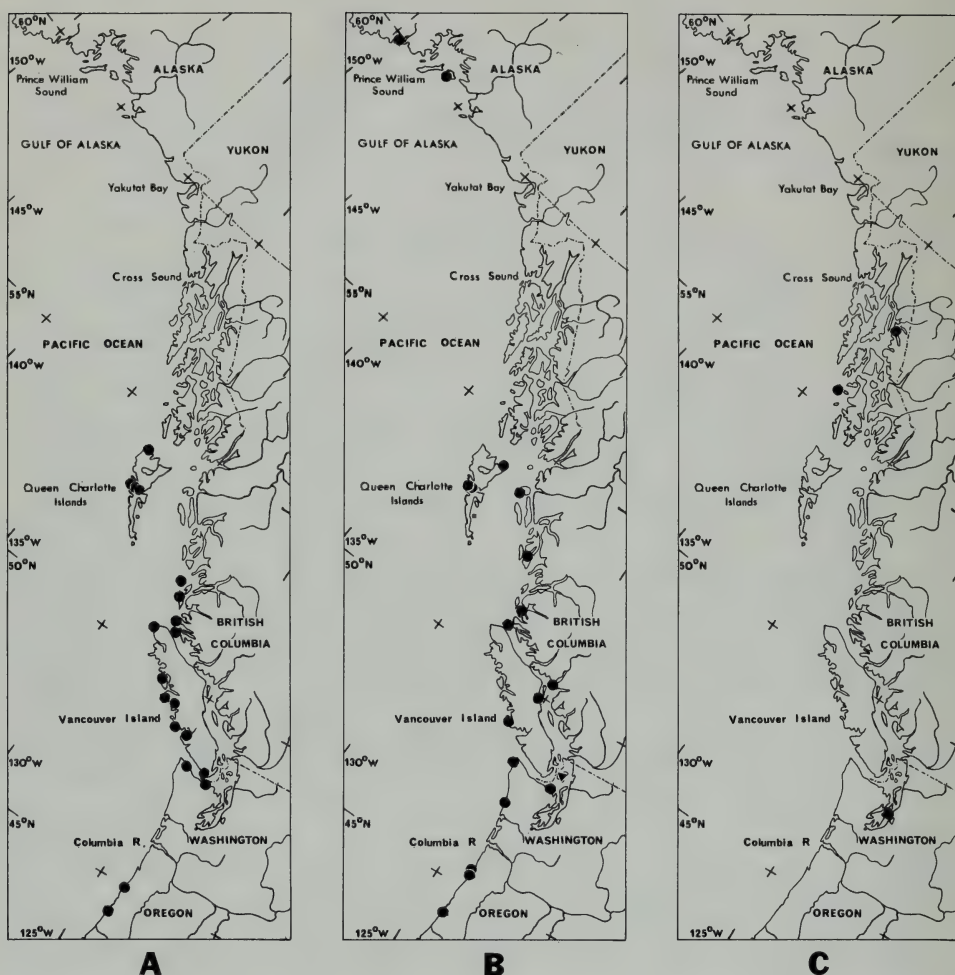 60°N
150°W
ALASKA
Prince William
Sound
GULF OF ALASKA
YUKON
Yakutat Bay
145°W
Cross Sound
55°N
PACIFIC OCEAN
140°W
Queen Charlotte
Islands
135°W
50°N
BRITISH
COLUMBIA
Vancouver Island
130°W
45°N
Columbia R.
WASHINGTON
OREGON
125°W
A
60°N
150°W
ALASKA
Prince William
Sound
GULF OF ALASKA
YUKON
Yakutat Bay
145°W
Cross Sound
55°N
PACIFIC OCEAN
140°W
Queen Charlotte
Islands
135°W
50°N
BRITISH
COLUMBIA
Vancouver Island
130°W
45°N
Columbia R
WASHINGTON
OREGON
125°W
B
60°N
150°W
ALASKA
Prince William
Sound
GULF OF ALASKA
YUKON
Yakutat Bay
145°W
Cross Sound
55°N
PACIFIC OCEAN
140°W
Queen Charlotte
Islands
135°W
50°N
BRITISH
COLUMBIA
Vancouver Island
130°W
45°N
Columbia R
WASHINGTON
OREGON
125°W
C